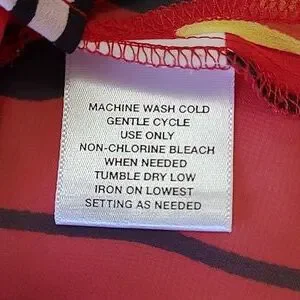 MACHINE WASH COLD
GENTLE CYCLE
USE ONLY
NON-CHLORINE BLEACH
WHEN NEEDED
TUMBLE DRY LOW
IRON ON LOWEST
SETTING AS NEEDED